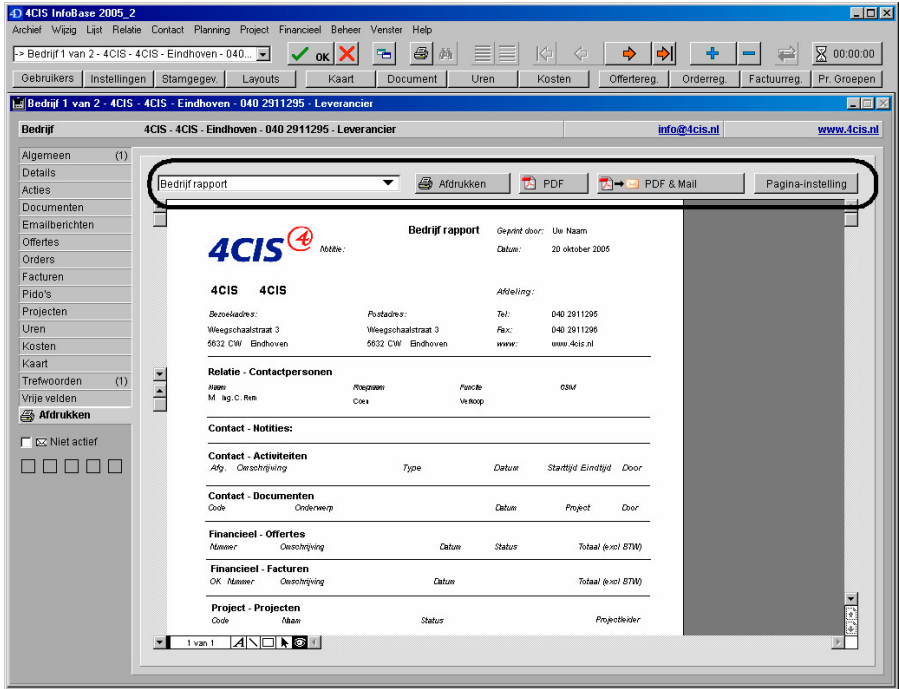 4CIS InfoBase 2005_2
Archief Wijzig Lijst Relatie Contact Planning Project Financieel Beheer Venster Help
-> Bedrijf 1 van 2 - 4CIS - 4CIS - Eindhoven - 040... OK 00:00:00
Gebruikers Instellingen Stamgegev. Layouts Kaart Document Uren Kosten Offertereg. Orderreg. Factuurreg. Pr. Groepen
Bedrijf 1 van 2 - 4CIS - 4CIS - Eindhoven - 040 2911295 - Leverancier
Bedrijf 4CIS - 4CIS - Eindhoven - 040 2911295 - Leverancier info@4cis.nl www.4cis.nl
Algemeen (1)
Details
Acties
Documenten
Emailberichten
Offertes
Orders
Facturen
Pido's
Projecten
Uren
Kosten
Kaart
Trefwoorden (1)
Vrije velden
Afdrukken
Niet actief
Bedrijf rapport Afdrukken PDF PDF & Mail Pagina-instelling
4CIS 4 Notitie: Bedrijf rapport Geprint door: Uw Naam
Datum: 20 oktober 2005
4CIS 4CIS Afdeling:
Bezoekadres: Postadres: Tel: 040 2911295
Weegschaalstraat 3 Weegschaalstraat 3 Fax: 040 2911296
5632 CW Eindhoven 5632 CW Eindhoven www: www.4cis.nl
Relatie - Contactpersonen
Naam Roepnaam Functie GSM
M Ing. C. Rem Coen Verkoop
Contact - Notities:
Contact - Activiteiten
Afg. Omschrijving Type Datum Starttijd Eindtijd Door
Contact - Documenten
Code Onderwerp Datum Project Door
Financieel - Offertes
Nummer Omschrijving Datum Status Totaal (excl BTW)
Financieel - Facturen
OK Nummer Omschrijving Datum Totaal (excl BTW)
Project - Projecten
Code Naam Status Projectleider
1 van 1 A